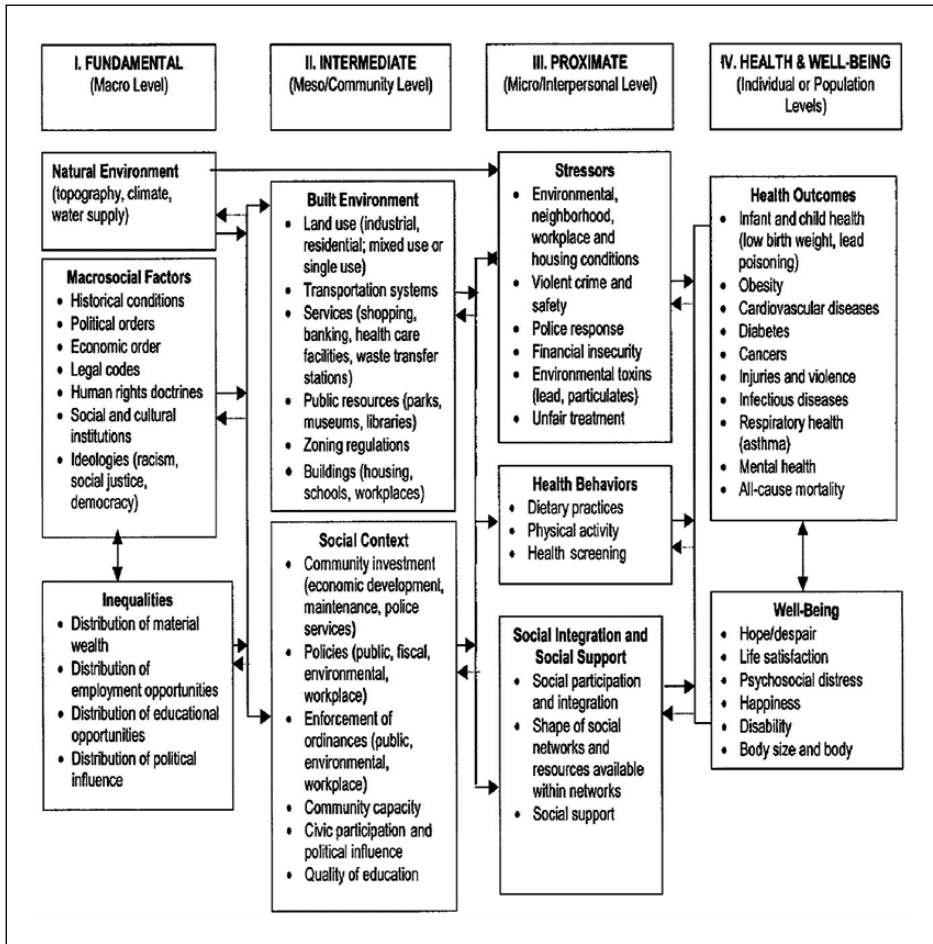 I. FUNDAMENTAL
(Macro Level)
II. INTERMEDIATE
(Meso/Community Level)
III. PROXIMATE
(Micro/Interpersonal Level)
IV. HEALTH & WELL-BEING
(Individual or Population
Levels)
Natural Environment
(topography, climate,
water supply)
Macrosocial Factors
• Historical conditions
• Political orders
• Economic order
• Legal codes
• Human rights doctrines
• Social and cultural
institutions
• Ideologies (racism,
social justice,
democracy)
Inequalities
• Distribution of material
wealth
• Distribution of
employment opportunities
• Distribution of educational
opportunities
• Distribution of political
influence
Built Environment
• Land use (industrial,
residential; mixed use or
single use)
• Transportation systems
• Services (shopping,
banking, health care
facilities, waste transfer
stations)
• Public resources (parks,
museums, libraries)
• Zoning regulations
• Buildings (housing,
schools, workplaces)
Social Context
• Community investment
(economic development,
maintenance, police
services)
• Policies (public, fiscal,
environmental,
workplace)
• Enforcement of
ordinances (public,
environmental,
workplace)
• Community capacity
• Civic participation and
political influence
• Quality of education
Stressors
• Environmental,
neighborhood,
workplace and
housing conditions
• Violent crime and
safety
• Police response
• Financial insecurity
• Environmental toxins
(lead, particulates)
• Unfair treatment
Health Behaviors
• Dietary practices
• Physical activity
• Health screening
Social Integration and
Social Support
• Social participation
and integration
• Shape of social
networks and
resources available
within networks
• Social support
Health Outcomes
• Infant and child health
(low birth weight, lead
poisoning)
• Obesity
• Cardiovascular diseases
• Diabetes
• Cancers
• Injuries and violence
• Infectious diseases
• Respiratory health
(asthma)
• Mental health
• All-cause mortality
Well-Being
• Hope/despair
• Life satisfaction
• Psychosocial distress
• Happiness
• Disability
• Body size and body